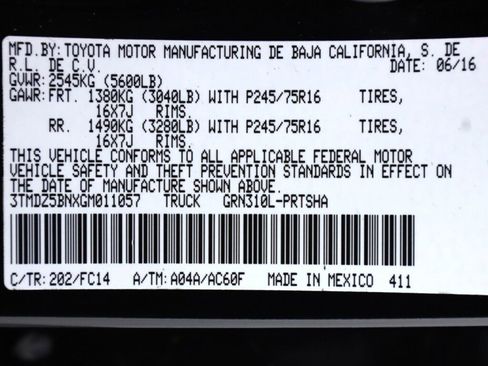 MFD.BY:TOYOTA MOTOR MANUFACTURING DE BAJA CALIFORNIA, S. DE
R.L. DE C.V. DATE: 06/16
GVWR:2545KG (5600LB)
GAWR:FRT. 1380KG (3040LB) WITH P245/75R16 TIRES,
16X7J RIMS.
RR. 1490KG (3280LB) WITH P245/75R16 TIRES,
16X7J RIMS.
THIS VEHICLE CONFORMS TO ALL APPLICABLE FEDERAL MOTOR
VEHICLE SAFETY AND THEFT PREVENTION STANDARDS IN EFFECT ON
THE DATE OF MANUFACTURE SHOWN ABOVE.
3TMDZ5BNXGM011057 TRUCK GRN310L-PRTSHA
C/TR:202/FC14 A/TM:A04A/AC60F MADE IN MEXICO 411